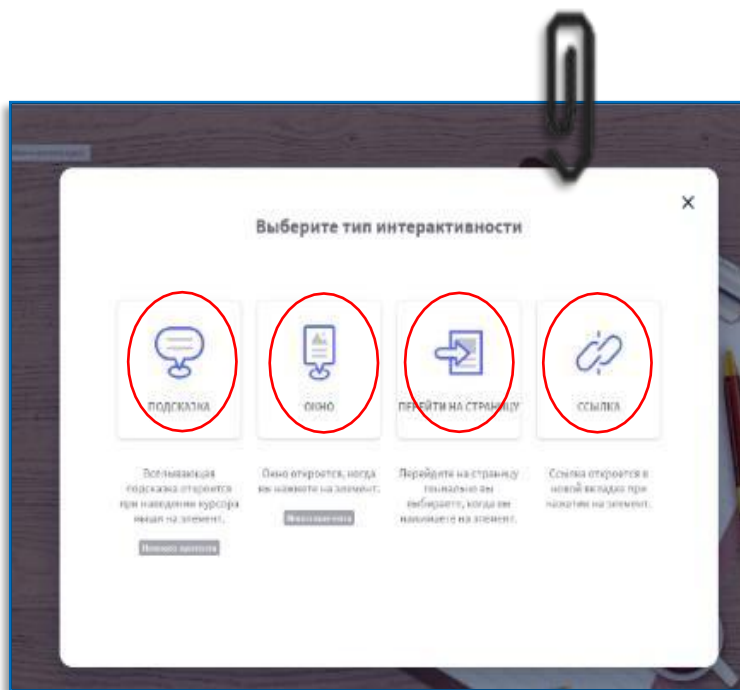 Выберите тип интерактивности
ПОДСКАЗКА
ОКНО
ПЕРЕЙТИ НА СТРАНИЦУ
ССЫЛКА
Всплывающая
подсказка откроется
при наведении курсора
мыши на элемент.
Окно откроется, когда
вы нажмете на элемент.
Перейдите на страницу
вы
выбираете, когда вы
нажимаете на элемент.
Ссылка откроется в
новой вкладке при
нажатии на элемент.